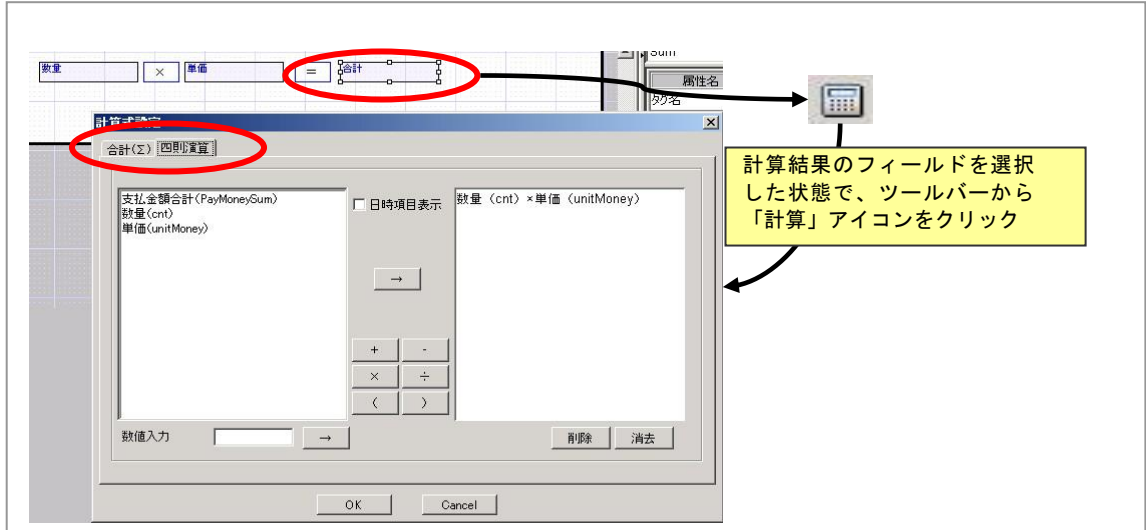 数量 × 単価 = 合計
Sum
属性名
タグ名
計算式設定
合計(Σ) 四則演算
支払金額合計(PayMoneySum)
数量(cnt)
単価(unitMoney)
日時項目表示
数量（cnt）×単価（unitMoney）
→
+ -
× ÷
( )
数値入力 →
削除 消去
OK Cancel
計算結果のフィールドを選択
した状態で、ツールバーから
「計算」アイコンをクリック